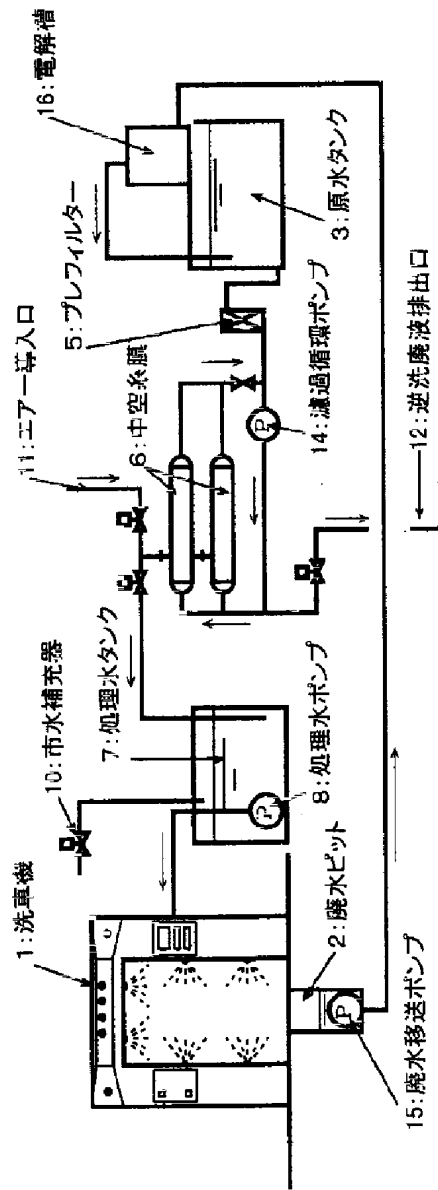 1:洗車機
10:市水補充器
7:処理水タンク
11:エアー導入口
6:中空糸膜
5:プレフィルター
16:電解槽
15:廃水移送ポンプ
2:廃水ピット
P
8:処理水ポンプ
P
14:濾過循環ポンプ
P
3:原水タンク
12:逆洗廃液排出口